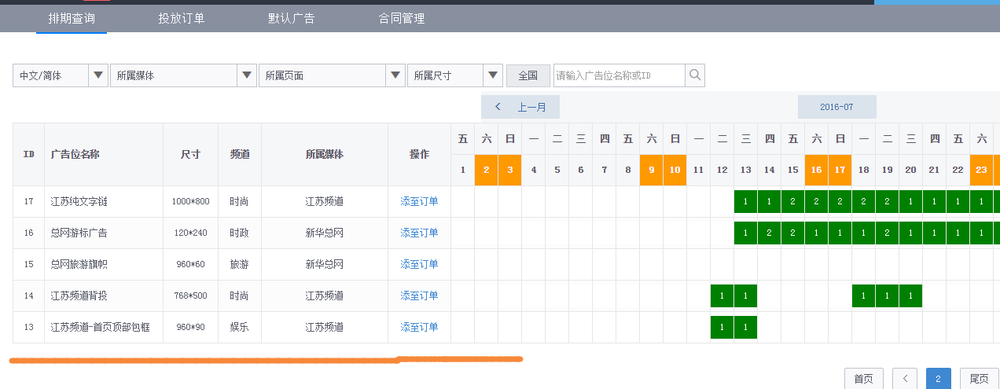 排期查询 投放订单 默认广告 合同管理
中文/简体 所属媒体 所属页面 所属尺寸 全国 请输入广告位名称或ID
上一月 2016-07
ID 广告位名称 尺寸 频道 所属媒体 操作 五 六 日 一 二 三 四 五 六 日 一 二 三 四 五 六 日 一 二 三 四 五 六
1 2 3 4 5 6 7 8 9 10 11 12 13 14 15 16 17 18 19 20 21 22 23
17 江苏纯文字链 1000*800 时尚 江苏频道 添至订单 1 1 2 2 2 2 2 1 1 1 1
16 总网游标广告 120*240 时政 新华总网 添至订单 1 2 2 1 1 1 2 1 1 1 1
15 总网旅游旗帜 960*60 旅游 新华总网 添至订单
14 江苏频道背投 768*500 时尚 江苏频道 添至订单 1 1 1 1 1
13 江苏频道-首页顶部包框 960*90 娱乐 江苏频道 添至订单 1 1
首页 < 2 尾页